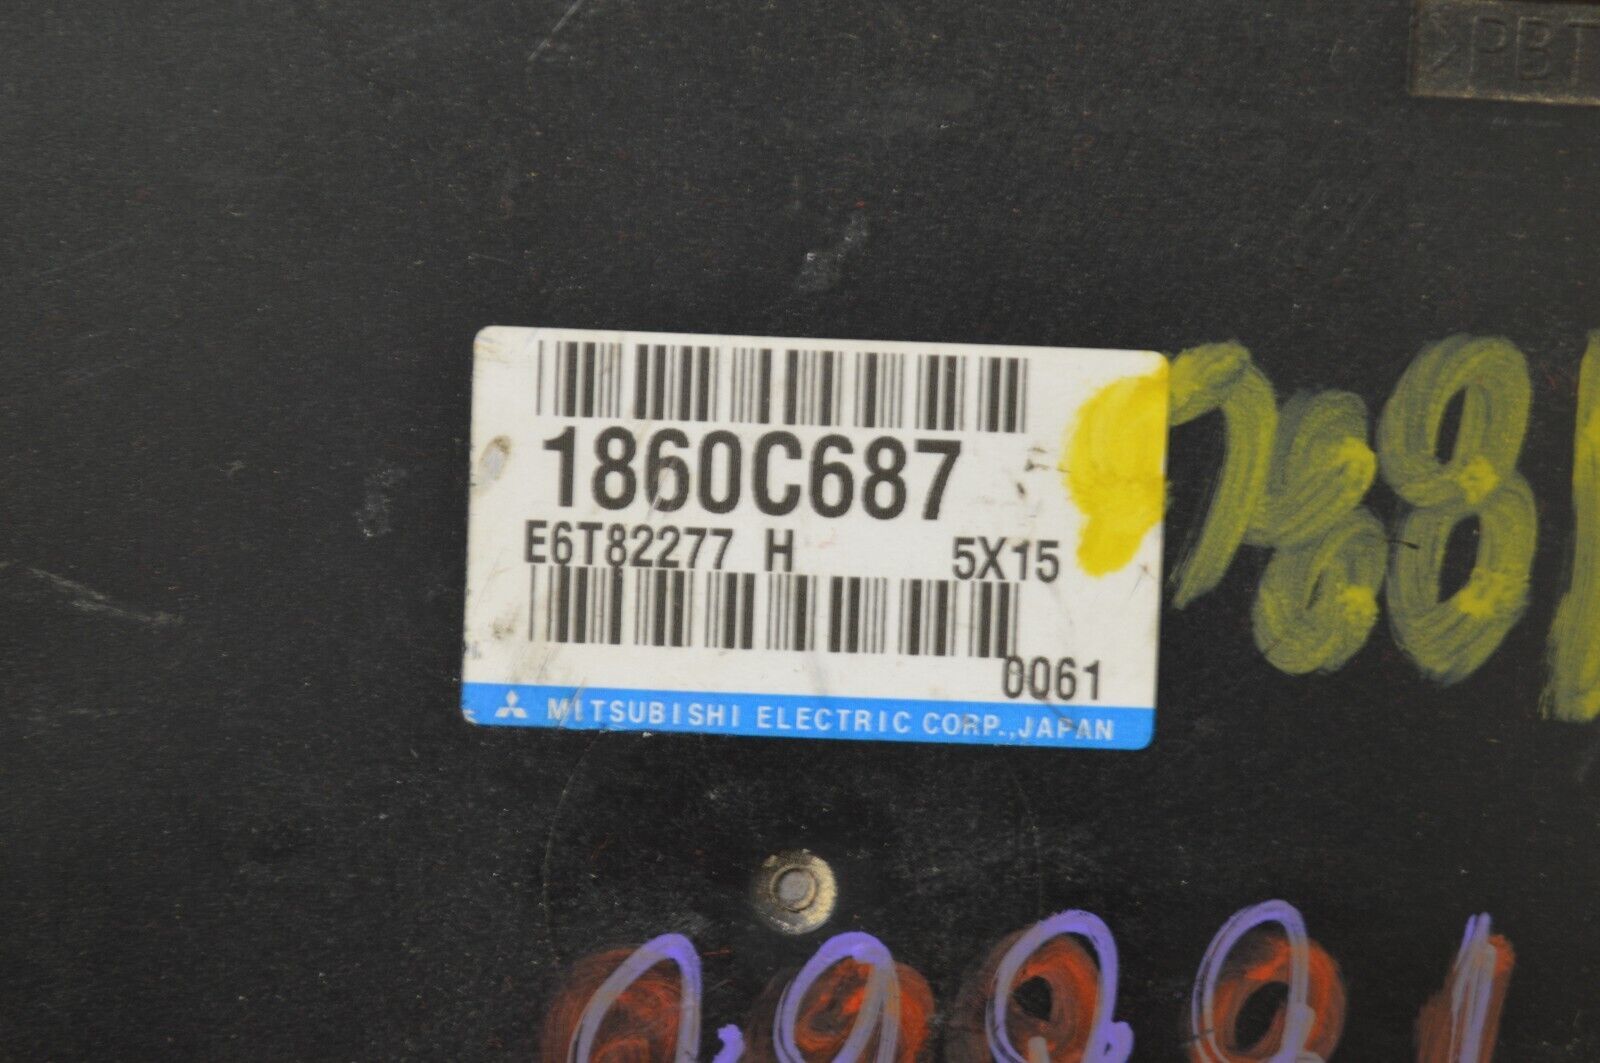 >PBT
1860C687
E6T82277 H 5X15
0061
MITSUBISHI ELECTRIC CORP.,JAPAN